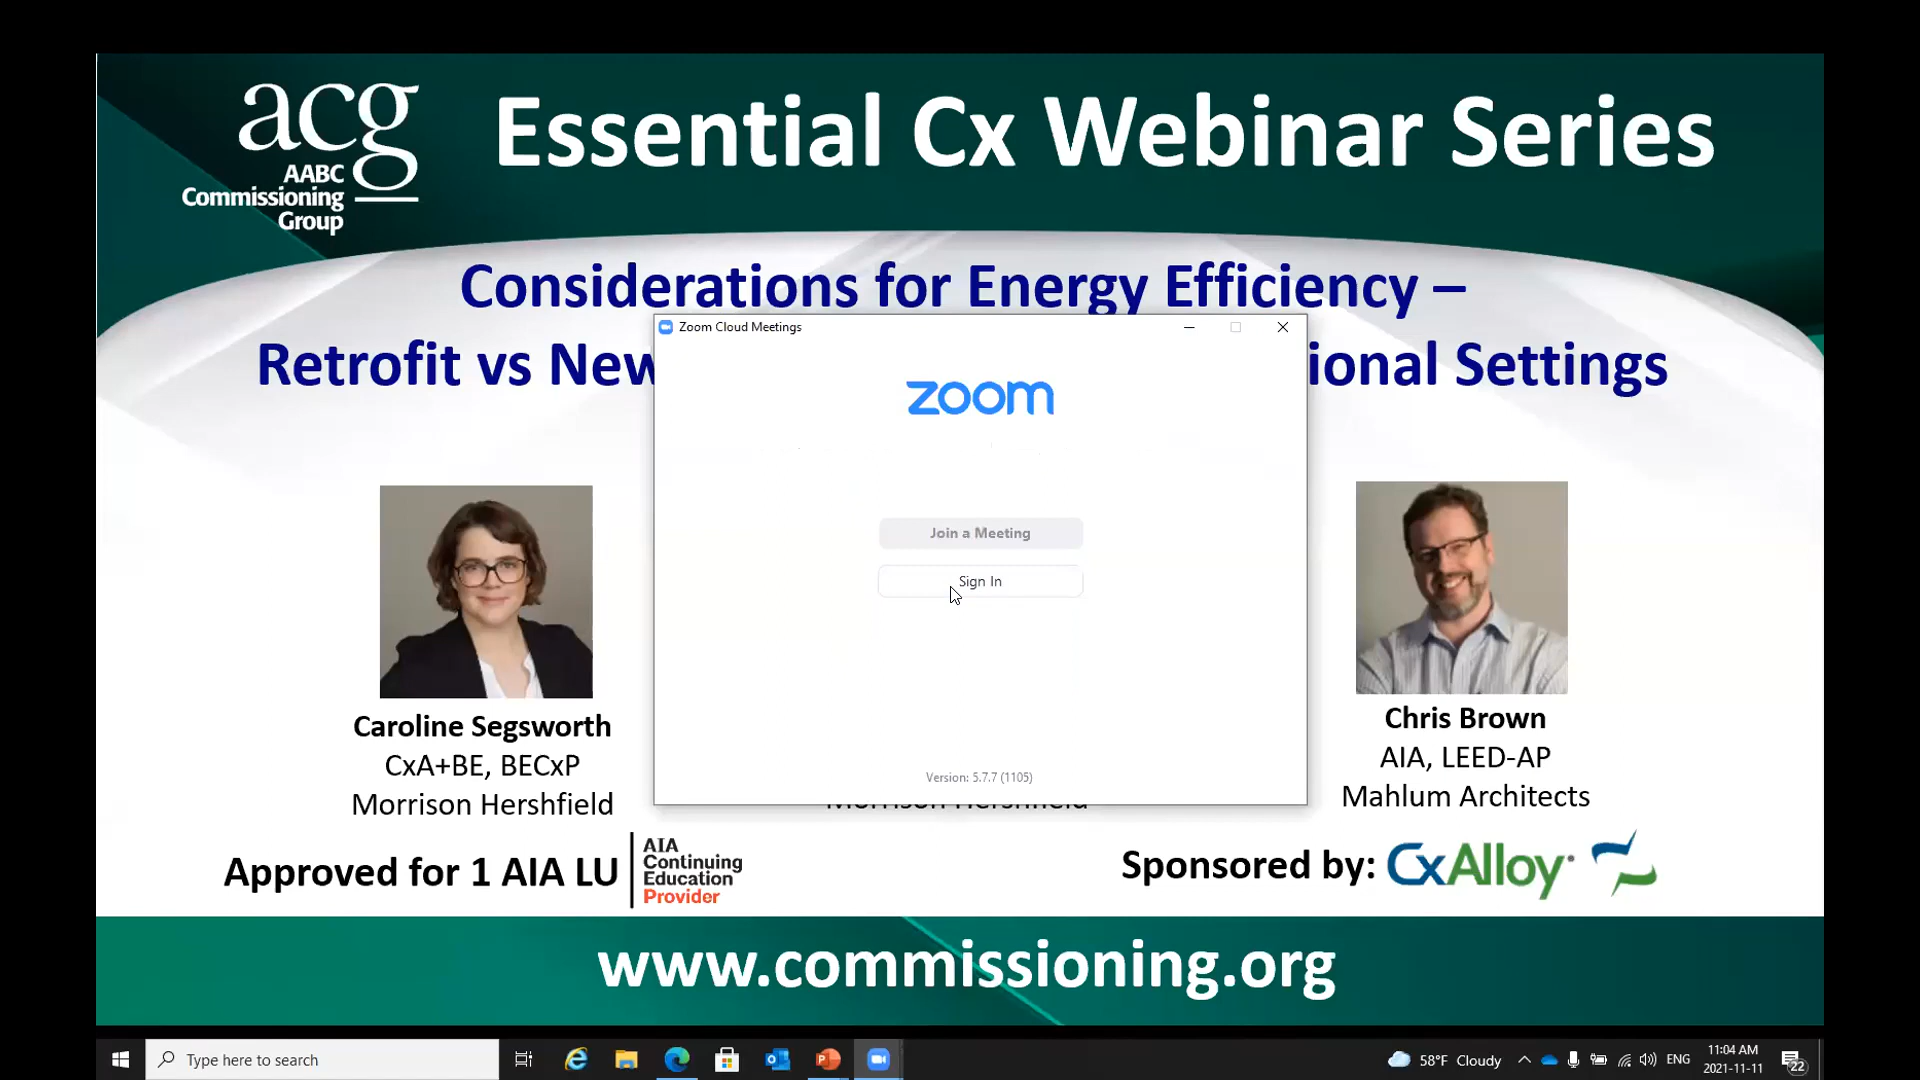 acg
AABC
Commissioning
Group
Essential Cx Webinar Series
Considerations for Energy Efficiency –
Retrofit vs New
ional Settings
Zoom Cloud Meetings
zoom
Join a Meeting
Sign In
Version: 5.7.7 (1105)
Caroline Segsworth
CxA+BE, BECxP
Morrison Hershfield
Morrison Hershfield
Chris Brown
AIA, LEED-AP
Mahlum Architects
Approved for 1 AIA LU
AIA
Continuing
Education
Provider
Sponsored by: CxAlloy
www.commissioning.org
Type here to search
58°F Cloudy
ENG
11:04 AM
2021-11-11
22